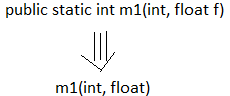 public static int m1(int, float f)
m1(int, float)